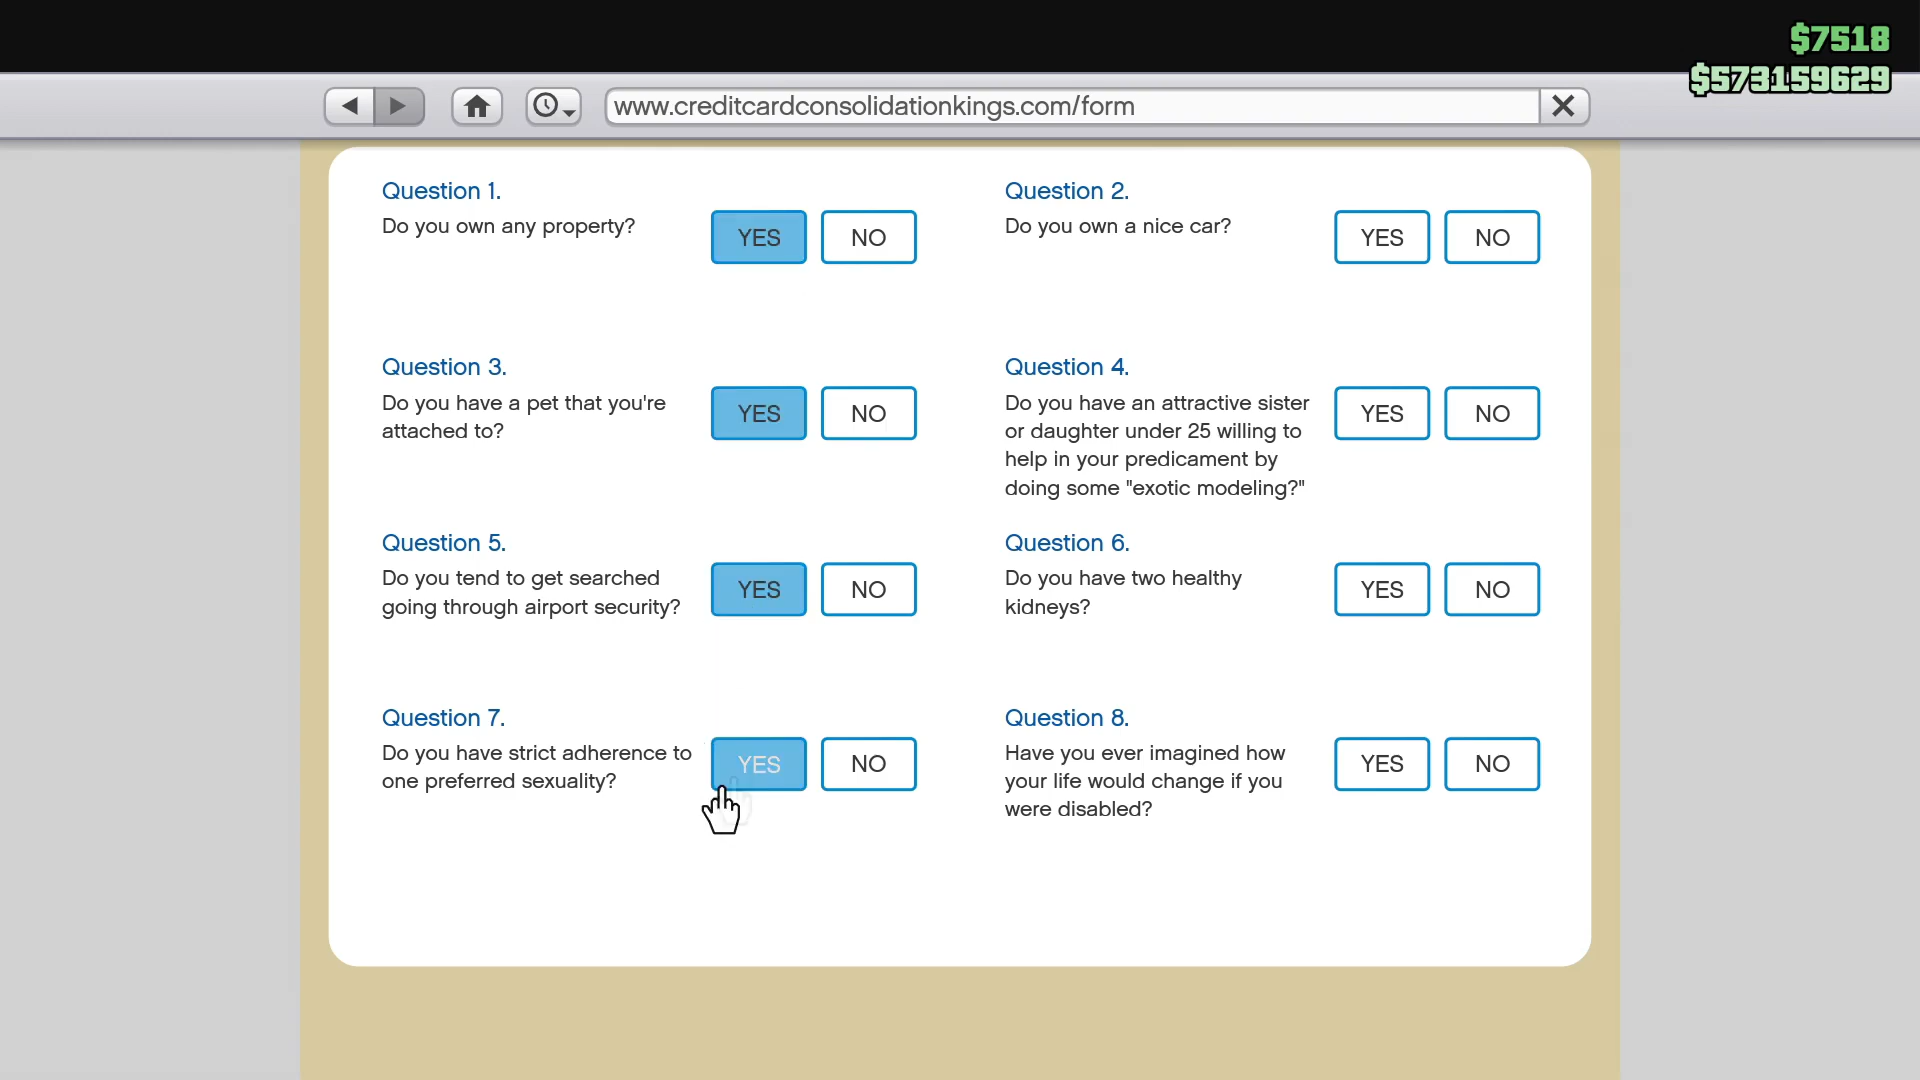 $7518
$573159629
www.creditcardconsolidationkings.com/form
Question 1.
Do you own any property?
YES
NO
Question 2.
Do you own a nice car?
YES
NO
Question 3.
Do you have a pet that you're
attached to?
YES
NO
Question 4.
Do you have an attractive sister
or daughter under 25 willing to
help in your predicament by
doing some "exotic modeling?"
YES
NO
Question 5.
Do you tend to get searched
going through airport security?
YES
NO
Question 6.
Do you have two healthy
kidneys?
YES
NO
Question 7.
Do you have strict adherence to
one preferred sexuality?
YES
NO
Question 8.
Have you ever imagined how
your life would change if you
were disabled?
YES
NO